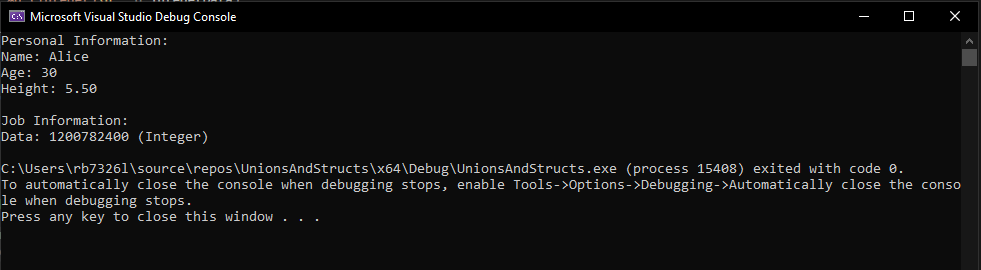 Microsoft Visual Studio Debug Console
Personal Information:
Name: Alice
Age: 30
Height: 5.50
Job Information:
Data: 1200782400 (Integer)
C:\Users\rb7326l\source\repos\UnionsAndStructs\x64\Debug\UnionsAndStructs.exe (process 15408) exited with code 0.
To automatically close the console when debugging stops, enable Tools->Options->Debugging->Automatically close the conso
le when debugging stops.
Press any key to close this window . . .